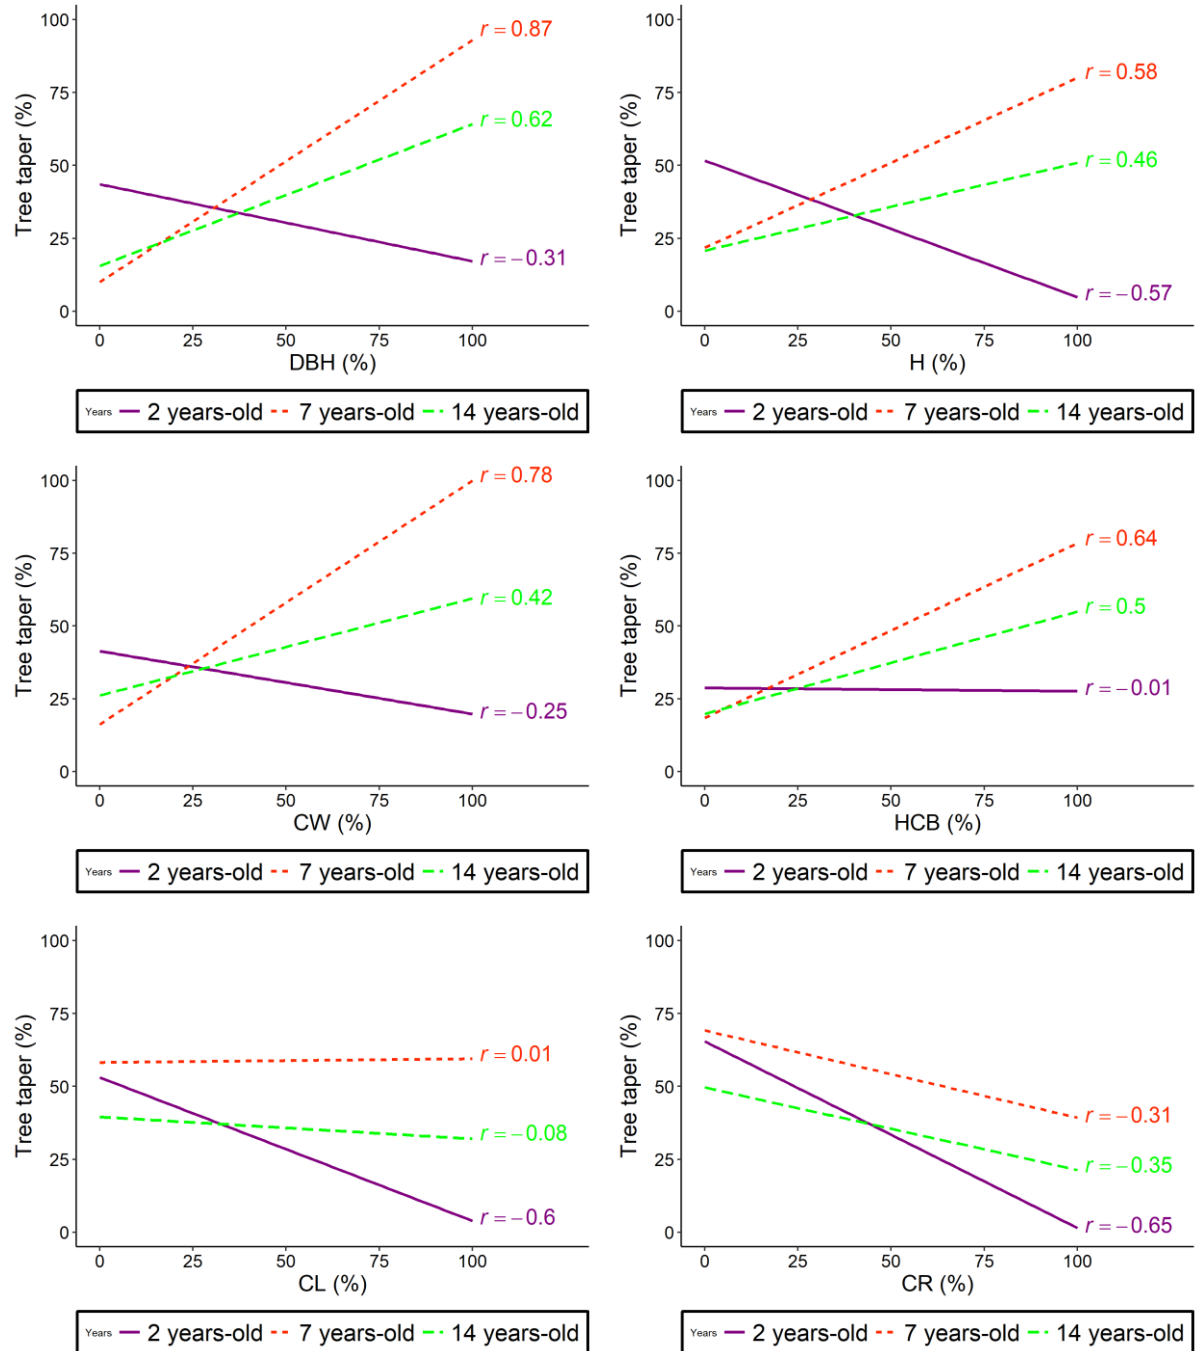 100
75
50
25
0
Tree taper (%)
r = 0.87
r = 0.62
r = −0.31
0 25 50 75 100
DBH (%)
Years 2 years-old 7 years-old 14 years-old
100
75
50
25
0
Tree taper (%)
r = 0.58
r = 0.46
r = −0.57
0 25 50 75 100
H (%)
Years 2 years-old 7 years-old 14 years-old
100
75
50
25
0
Tree taper (%)
r = 0.78
r = 0.42
r = −0.25
0 25 50 75 100
CW (%)
Years 2 years-old 7 years-old 14 years-old
100
75
50
25
0
Tree taper (%)
r = 0.64
r = 0.5
r = −0.01
0 25 50 75 100
HCB (%)
Years 2 years-old 7 years-old 14 years-old
100
75
50
25
0
Tree taper (%)
r = 0.01
r = −0.08
r = −0.6
0 25 50 75 100
CL (%)
Years 2 years-old 7 years-old 14 years-old
100
75
50
25
0
Tree taper (%)
r = −0.31
r = −0.35
r = −0.65
0 25 50 75 100
CR (%)
Years 2 years-old 7 years-old 14 years-old